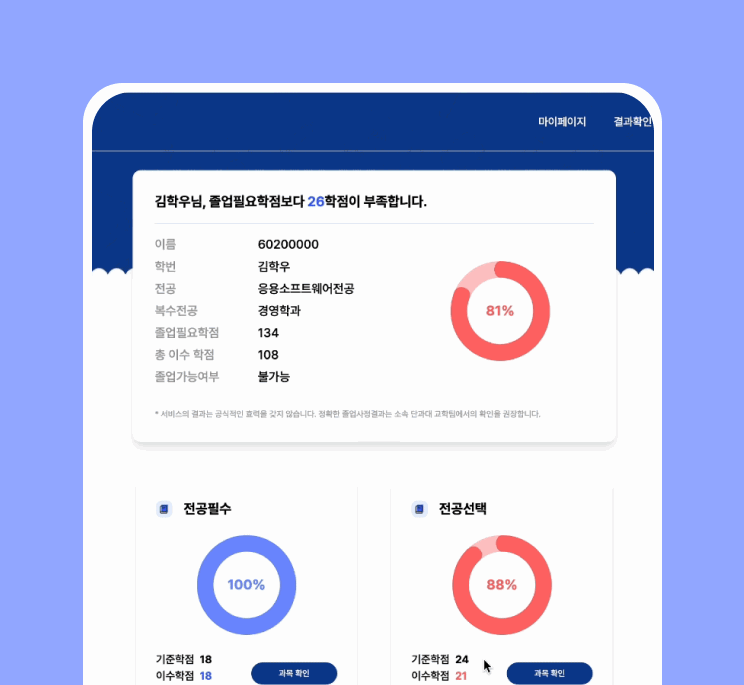 마이페이지 결과확인
김학우님, 졸업필요학점보다 26학점이 부족합니다.
이름 60200000
학번 김학우
전공 응용소프트웨어전공
복수전공 경영학과
졸업필요학점 134
총 이수 학점 108
졸업가능여부 불가능
81%
* 서비스의 결과는 공식적인 효력을 갖지 않습니다. 정확한 졸업사정결과는 소속 단과대 교학팀에서의 확인을 권장합니다.
전공필수
100%
기준학점 18
이수학점 18
과목 확인
전공선택
88%
기준학점 24
이수학점 21
과목 확인